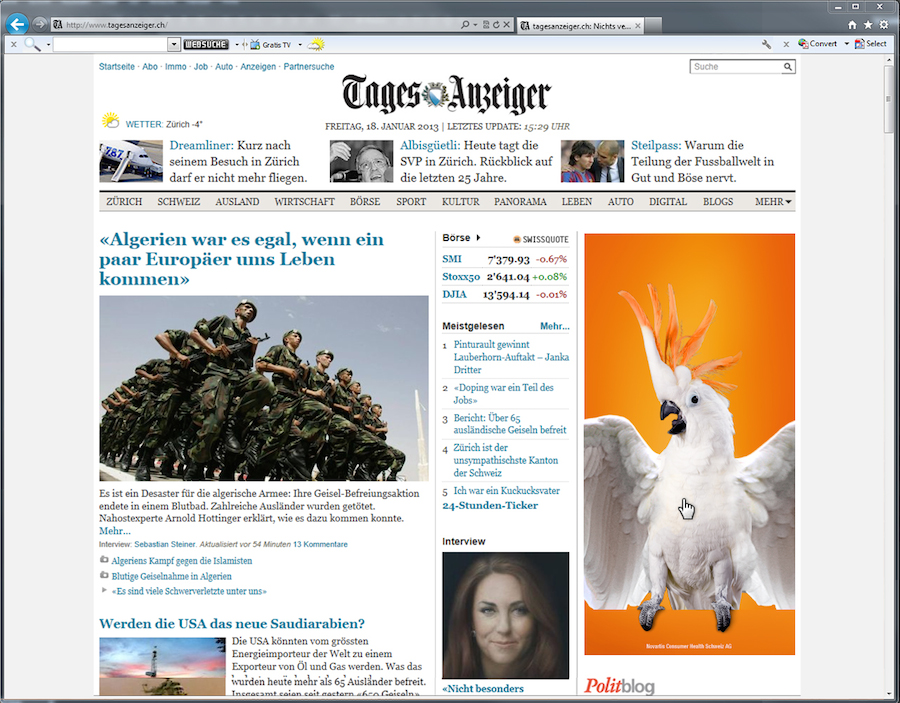 http://www.tagesanzeiger.ch/
tagesanzeiger.ch: Nichts ve...
WEBSUCHE
Gratis TV
Convert
Select
Startseite · Abo · Immo · Job · Auto · Anzeigen · Partnersuche
Suche
Tages Anzeiger
WETTER: Zürich -4°
FREITAG, 18. JANUAR 2013 | LETZTES UPDATE: 15:29 UHR
787
Dreamliner: Kurz nach
seinem Besuch in Zürich
darf er nicht mehr fliegen.
Albisgüetli: Heute tagt die
SVP in Zürich. Rückblick auf
die letzten 25 Jahre.
Steilpass: Warum die
Teilung der Fussballwelt in
Gut und Böse nervt.
ZÜRICH SCHWEIZ AUSLAND WIRTSCHAFT BÖRSE SPORT KULTUR PANORAMA LEBEN AUTO DIGITAL BLOGS MEHR
«Algerien war es egal, wenn ein
paar Europäer ums Leben
kommen»
Es ist ein Desaster für die algerische Armee: Ihre Geisel-Befreiungsaktion
endete in einem Blutbad. Zahlreiche Ausländer wurden getötet.
Nahostexperte Arnold Hottinger erklärt, wie es dazu kommen konnte.
Mehr...
Interview: Sebastian Steiner. Aktualisiert vor 54 Minuten 13 Kommentare
Algeriens Kampf gegen die Islamisten
Blutige Geiselnahme in Algerien
«Es sind viele Schwerverletzte unter uns»
Werden die USA das neue Saudiarabien?
Die USA könnten vom grössten
Energieimporteur der Welt zu einem
Exporteur von Öl und Gas werden. Was das
wurden heute mehr als 65 Ausländer befreit.
Insgesamt seien seit gestern «650 Geiseln»
Börse
SWISSQUOTE
SMI 7'379.93 -0.67%
Stoxx50 2'641.04 +0.08%
DJIA 13'594.14 -0.01%
Meistgelesen Mehr...
1 Pinturault gewinnt
Lauberhorn-Auftakt – Janka
Dritter
2 «Doping war ein Teil des
Jobs»
3 Bericht: Über 65
ausländische Geiseln befreit
4 Zürich ist der
unsympathischste Kanton
der Schweiz
5 Ich war ein Kuckucksvater
24-Stunden-Ticker
Interview
«Nicht besonders
Novartis Consumer Health Schweiz AG
Politblog